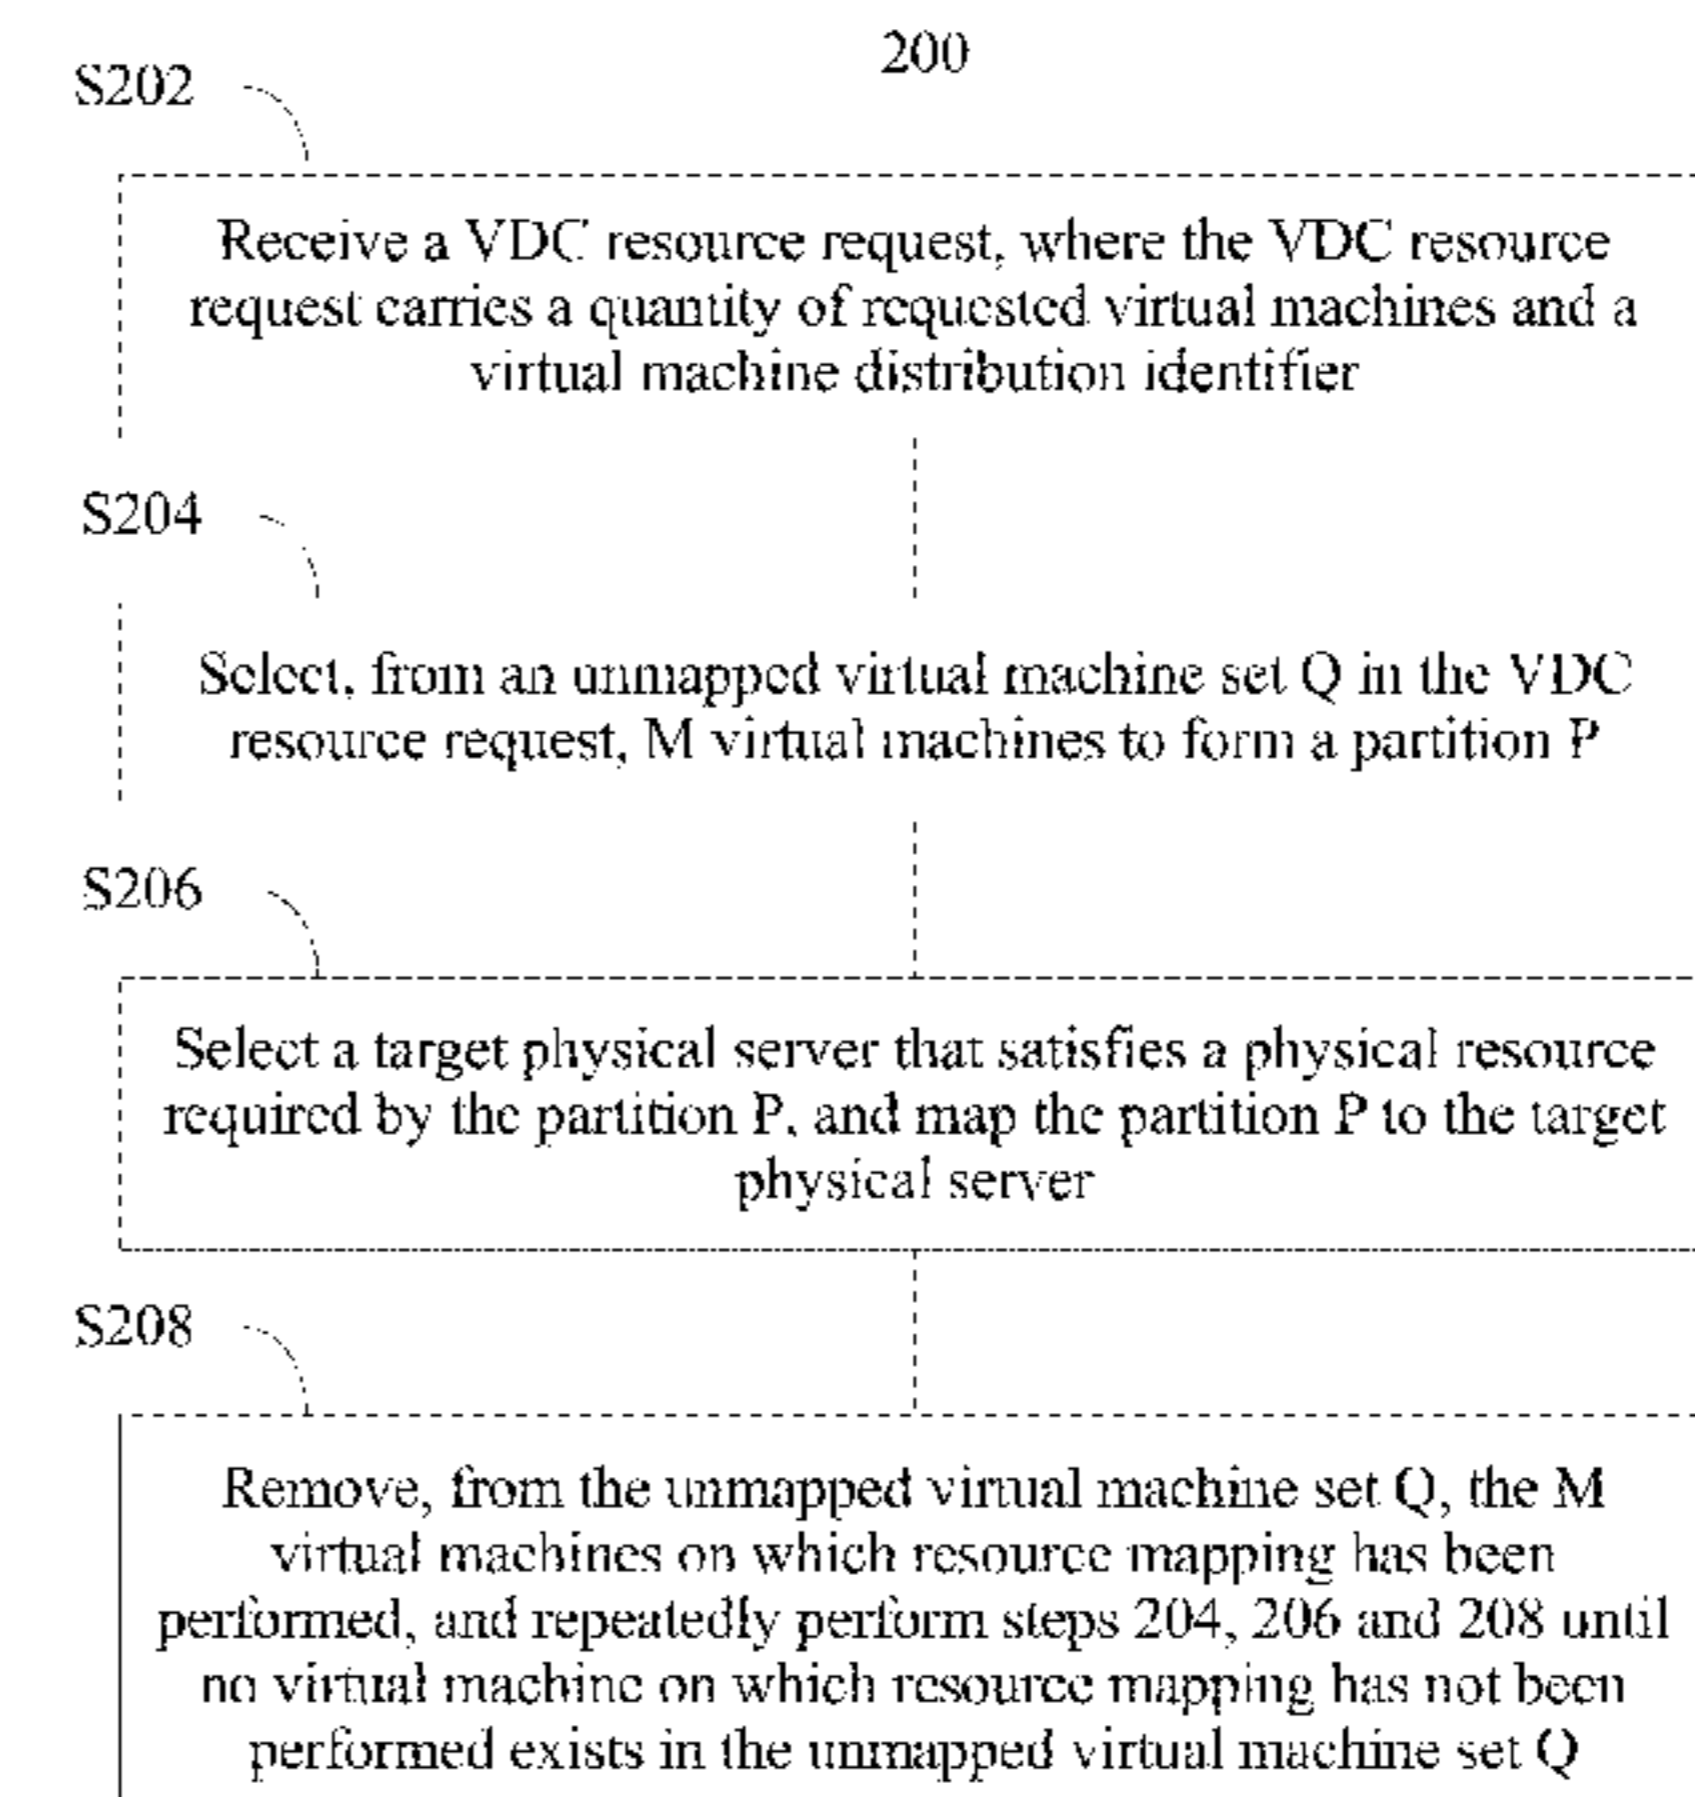 200
S202
Receive a VDC resource request, where the VDC resource
request carries a quantity of requested virtual machines and a
virtual machine distribution identifier
S204
Select, from an unmapped virtual machine set Q in the VDC
resource request, M virtual machines to form a partition P
S206
Select a target physical server that satisfies a physical resource
required by the partition P, and map the partition P to the target
physical server
S208
Remove, from the unmapped virtual machine set Q, the M
virtual machines on which resource mapping has been
performed, and repeatedly perform steps 204, 206 and 208 until
no virtual machine on which resource mapping has not been
performed exists in the unmapped virtual machine set Q